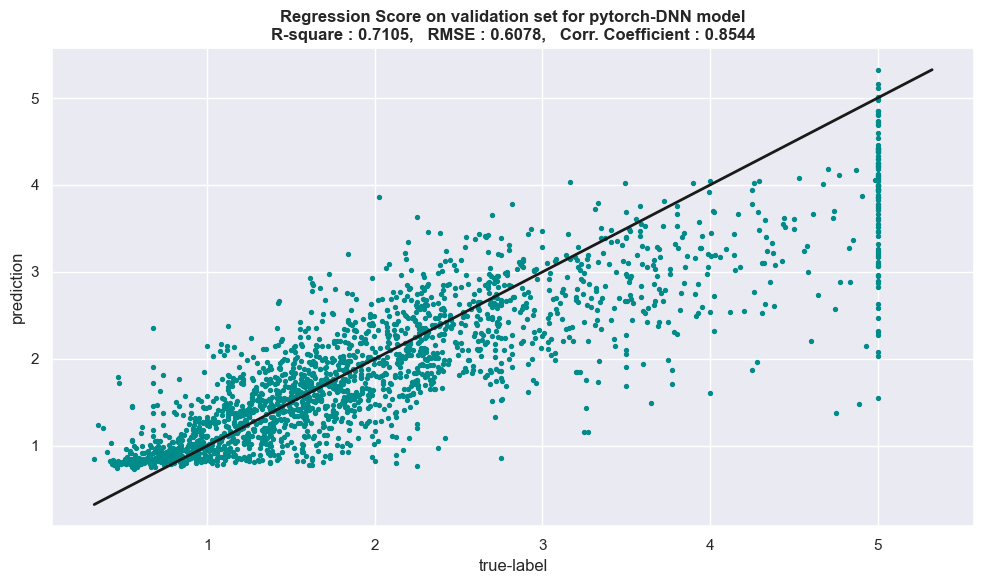 Regression Score on validation set for pytorch-DNN model
R-square : 0.7105,   RMSE : 0.6078,   Corr. Coefficient : 0.8544
prediction
5
4
3
2
1
1 2 3 4 5
true-label